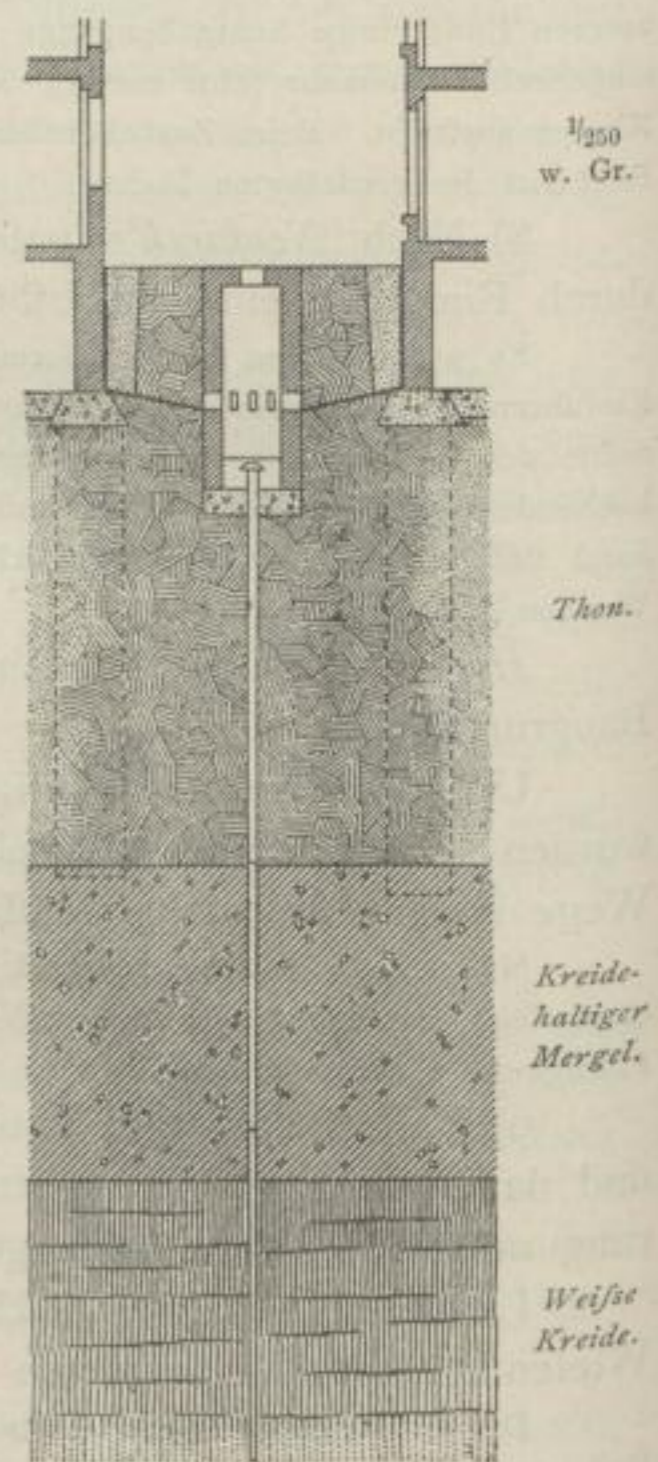 1/250
w. Gr.
Thon.
Kreide-
haltiger
Mergel.
Weiſse
Kreide.